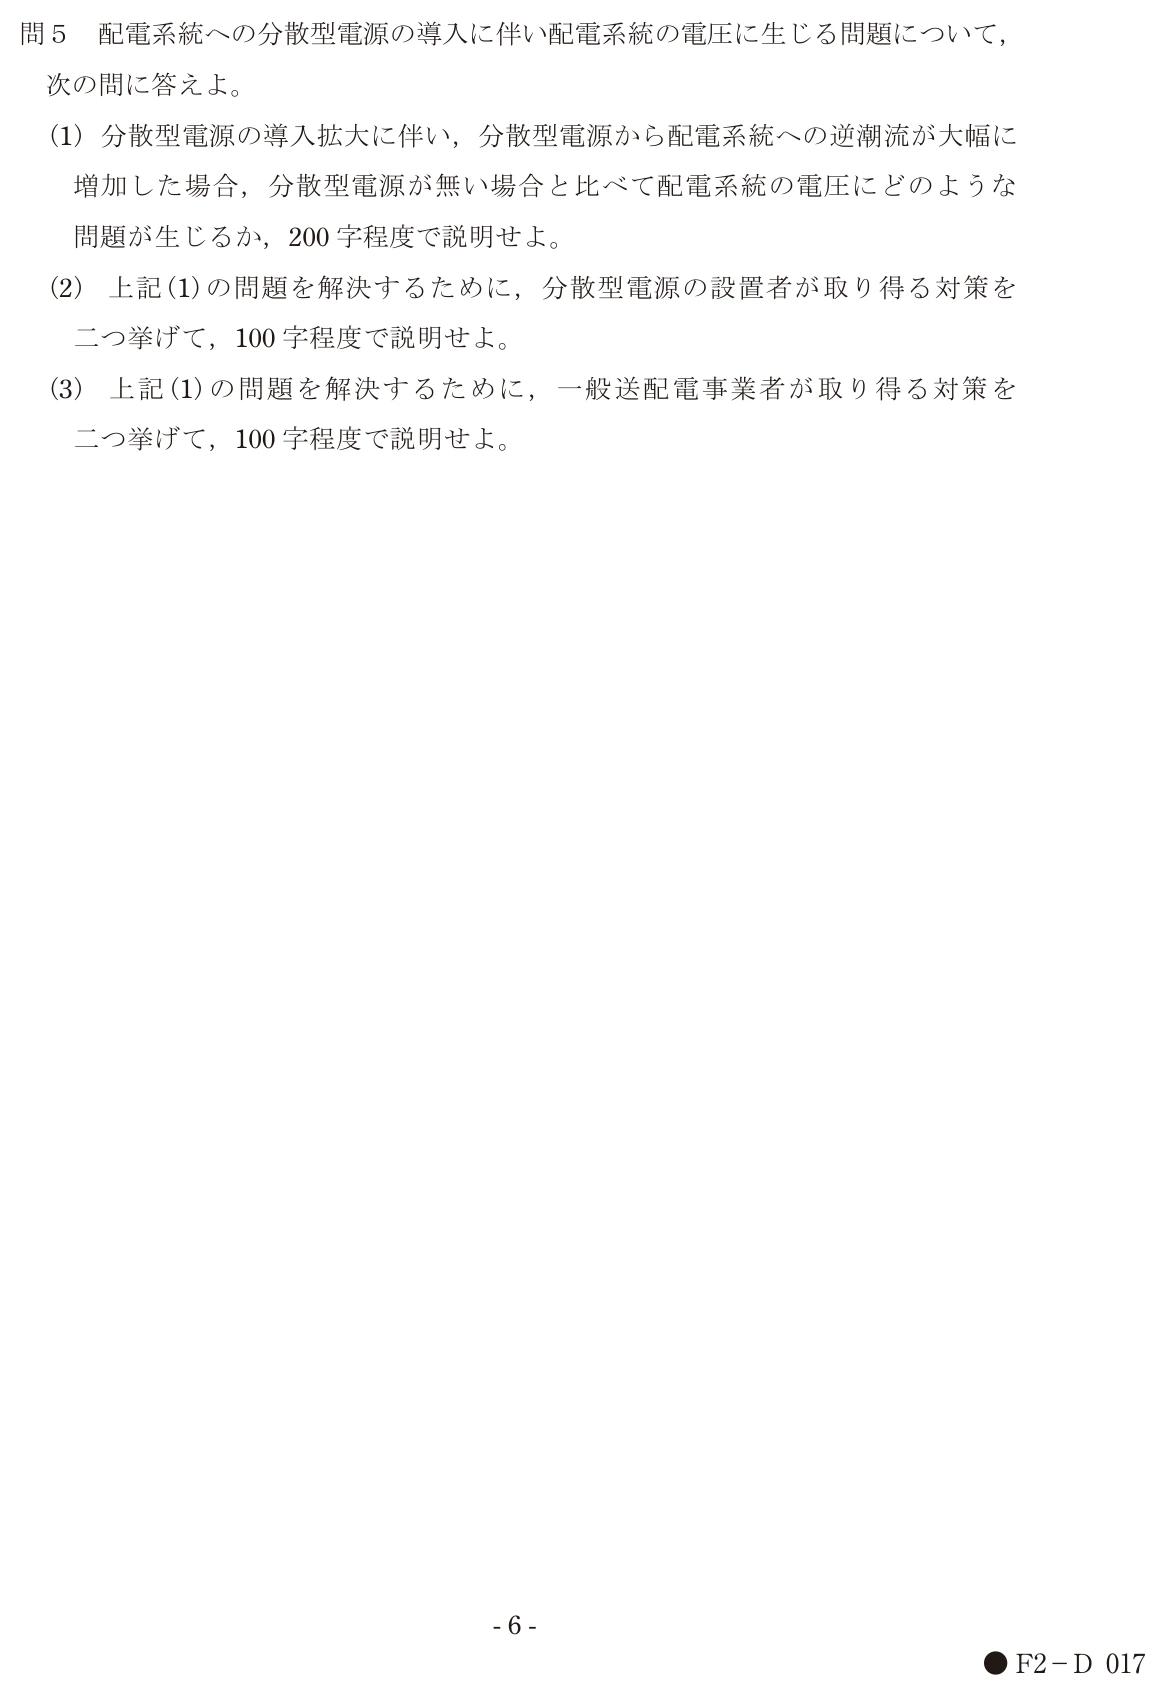 問５　配電系統への分散型電源の導入に伴い配電系統の電圧に生じる問題について，
次の問に答えよ。
(1)　分散型電源の導入拡大に伴い，分散型電源から配電系統への逆潮流が大幅に
増加した場合，分散型電源が無い場合と比べて配電系統の電圧にどのような
問題が生じるか，200 字程度で説明せよ。
(2)　上記(1)の問題を解決するために，分散型電源の設置者が取り得る対策を
二つ挙げて，100 字程度で説明せよ。
(3)　上記(1)の問題を解決するために，一般送配電事業者が取り得る対策を
二つ挙げて，100 字程度で説明せよ。
- 6 -
●F2－D 017